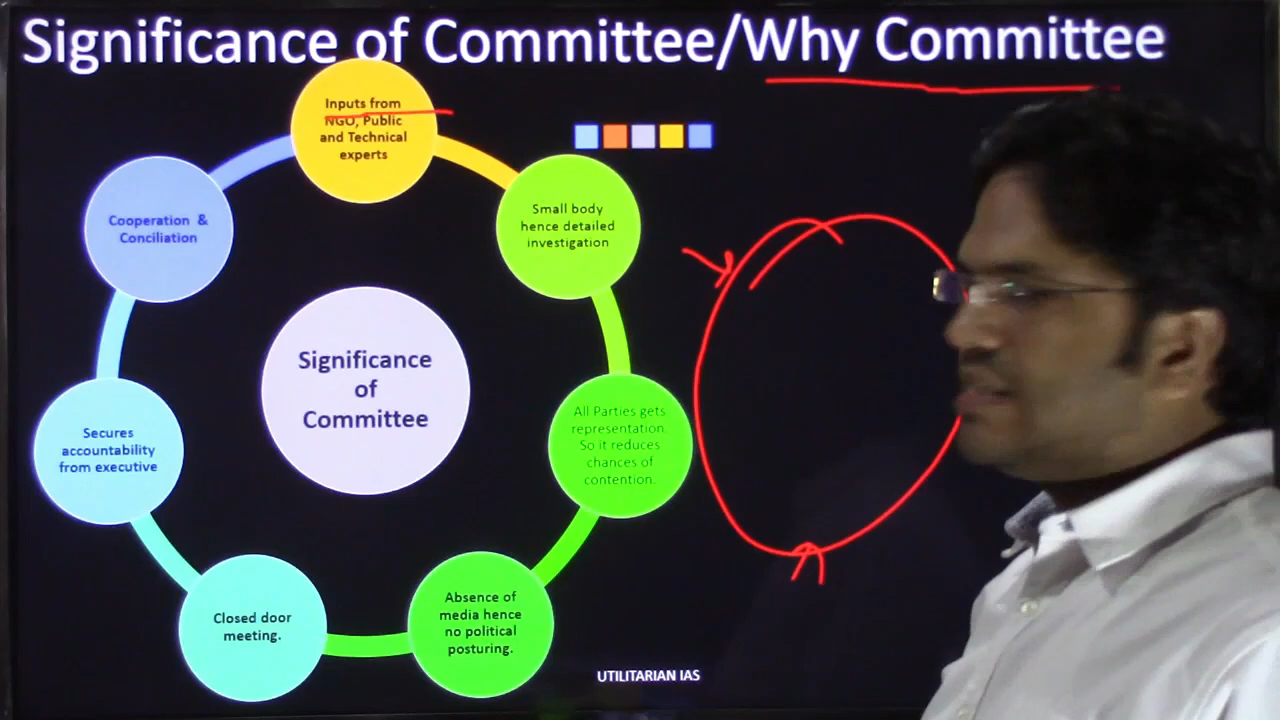 Significance of Committee/Why Committee
Inputs from
NGO, Public
and Technical
experts
Small body
hence detailed
investigation
All Parties gets
representation.
So it reduces
chances of
contention.
Absence of
media hence
no political
posturing.
Closed door
meeting.
Secures
accountability
from executive
Cooperation &
Conciliation
Significance
of
Committee
UTILITARIAN IAS